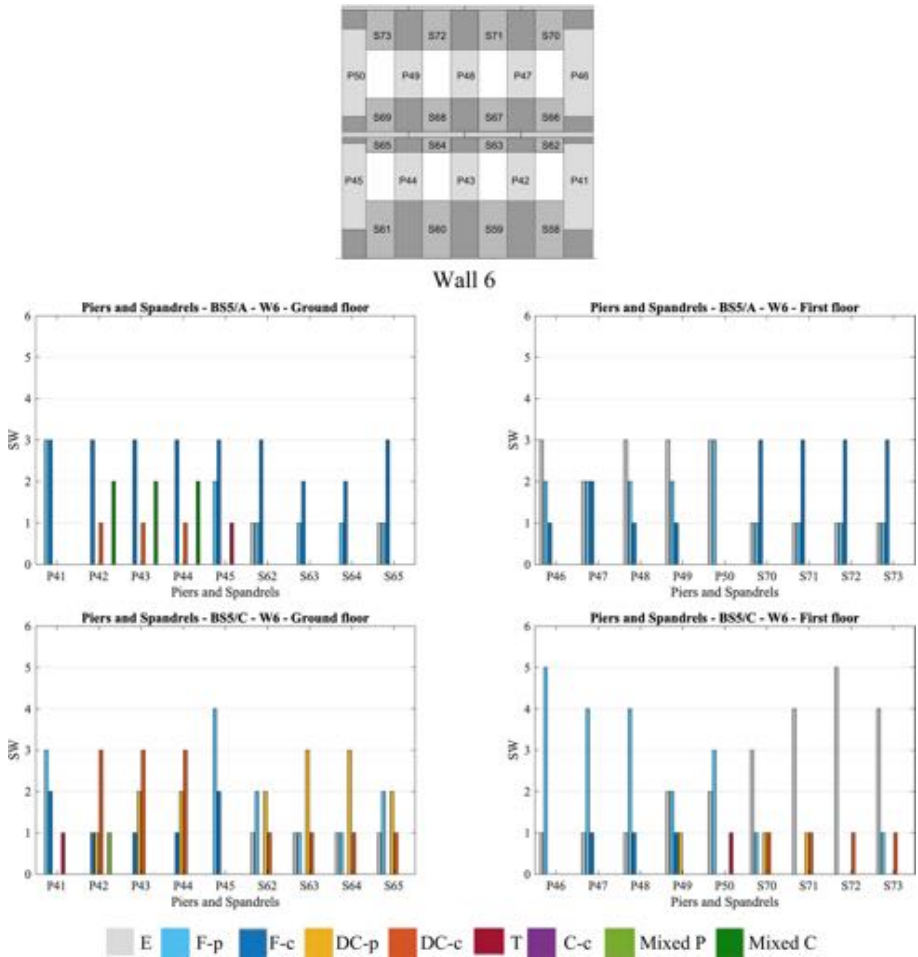 S73 S72 S71 S70
P50 P49 P48 P47 P46
S69 S68 S67 S66
S65 S64 S63 S62
P45 P44 P43 P42 P41
S61 S60 S59 S58
Wall 6
Piers and Spandrels - BS5/A - W6 - Ground floor
6
5
4
3
2
1
0
SW
P41 P42 P43 P44 P45 S62 S63 S64 S65
Piers and Spandrels
Piers and Spandrels - BS5/A - W6 - First floor
6
5
4
3
2
1
0
SW
P46 P47 P48 P49 P50 S70 S71 S72 S73
Piers and Spandrels
Piers and Spandrels - BS5/C - W6 - Ground floor
6
5
4
3
2
1
0
SW
P41 P42 P43 P44 P45 S62 S63 S64 S65
Piers and Spandrels
Piers and Spandrels - BS5/C - W6 - First floor
6
5
4
3
2
1
0
SW
P46 P47 P48 P49 P50 S70 S71 S72 S73
Piers and Spandrels
E F-p F-c DC-p DC-c T C-c Mixed P Mixed C